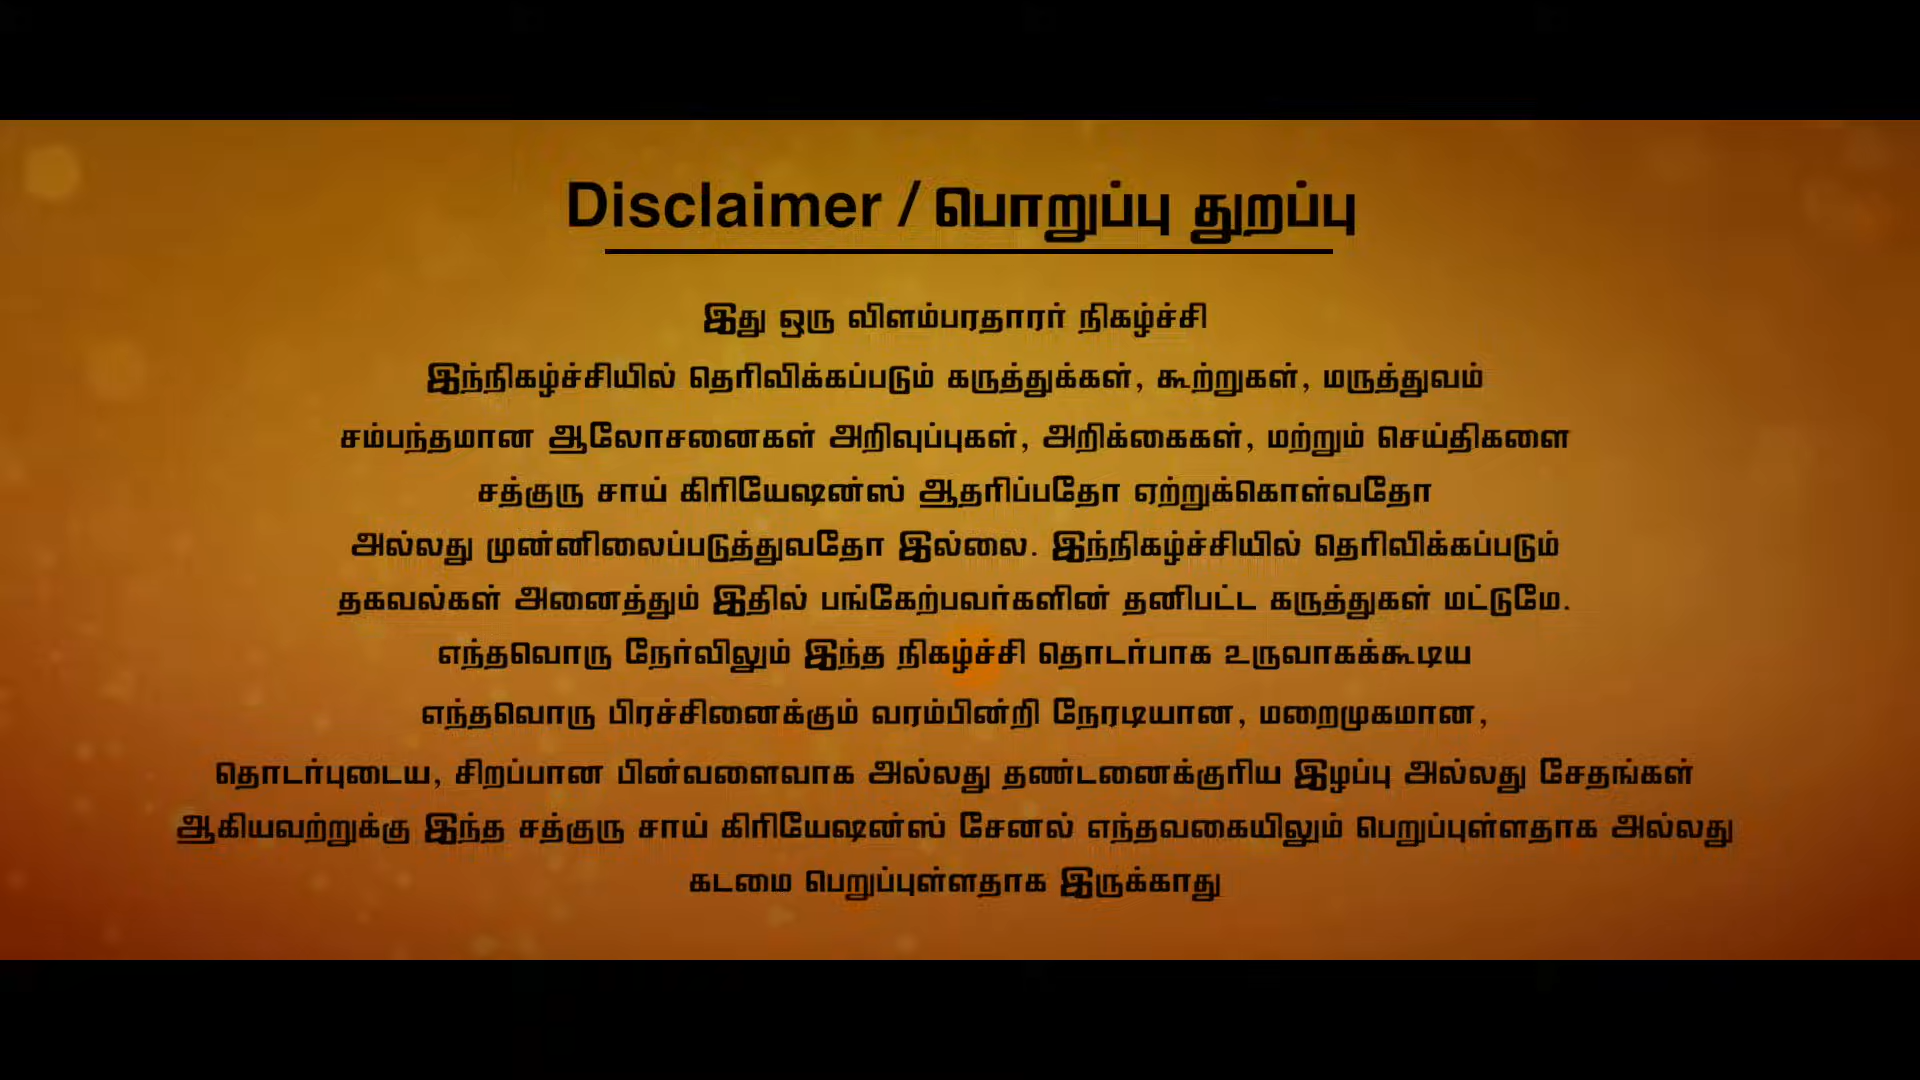 Disclaimer / பொறுப்பு துறப்பு
இது ஒரு விளம்பரதாரர் நிகழ்ச்சி
இந்நிகழ்ச்சியில் தெரிவிக்கப்படும் கருத்துக்கள், கூற்றுகள், மருத்துவம்
சம்பந்தமான ஆலோசனைகள் அறிவுப்புகள், அறிக்கைகள், மற்றும் செய்திகளை
சத்குரு சாய் கிரியேஷன்ஸ் ஆதரிப்பதோ ஏற்றுக்கொள்வதோ
அல்லது முன்னிலைப்படுத்துவதோ இல்லை. இந்நிகழ்ச்சியில் தெரிவிக்கப்படும்
தகவல்கள் அனைத்தும் இதில் பங்கேற்பவர்களின் தனிபட்ட கருத்துகள் மட்டுமே.
எந்தவொரு நேர்விலும் இந்த நிகழ்ச்சி தொடர்பாக உருவாகக்கூடிய
எந்தவொரு பிரச்சினைக்கும் வரம்பின்றி நேரடியான, மறைமுகமான,
தொடர்புடைய, சிறப்பான பின்வளைவாக அல்லது தண்டனைக்குரிய இழப்பு அல்லது சேதங்கள்
ஆகியவற்றுக்கு இந்த சத்குரு சாய் கிரியேஷன்ஸ் சேனல் எந்தவகையிலும் பெறுப்புள்ளதாக அல்லது
கடமை பெறுப்புள்ளதாக இருக்காது